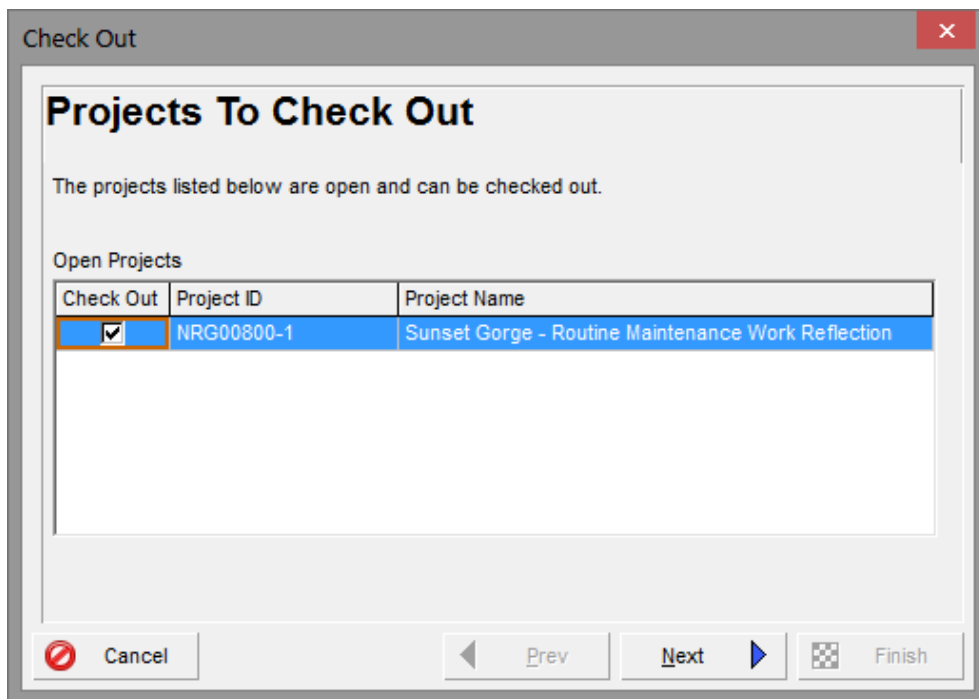 Check Out
Projects To Check Out
The projects listed below are open and can be checked out.
Open Projects
Check Out Project ID Project Name
NRG00800-1 Sunset Gorge - Routine Maintenance Work Reflection
Cancel Prev Next Finish